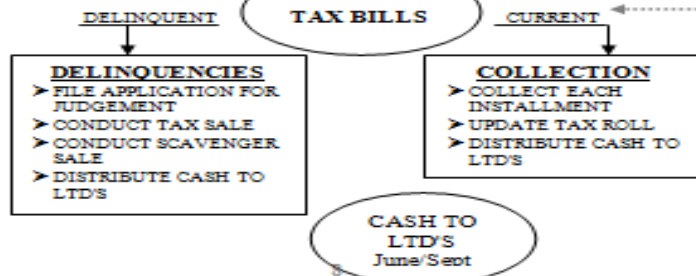 DELINQUENT
TAX BILLS
CURRENT
DELINQUENCIES
➤ FILE APPLICATION FOR
JUDGEMENT
➤ CONDUCT TAX SALE
➤ CONDUCT SCAVENGER
SALE
➤ DISTRIBUTE CASH TO
LTD'S
COLLECTION
➤ COLLECT EACH
INSTALLMENT
➤ UPDATE TAX ROLL
➤ DISTRIBUTE CASH TO
LTD'S
CASH TO
LTD'S
June/Sept